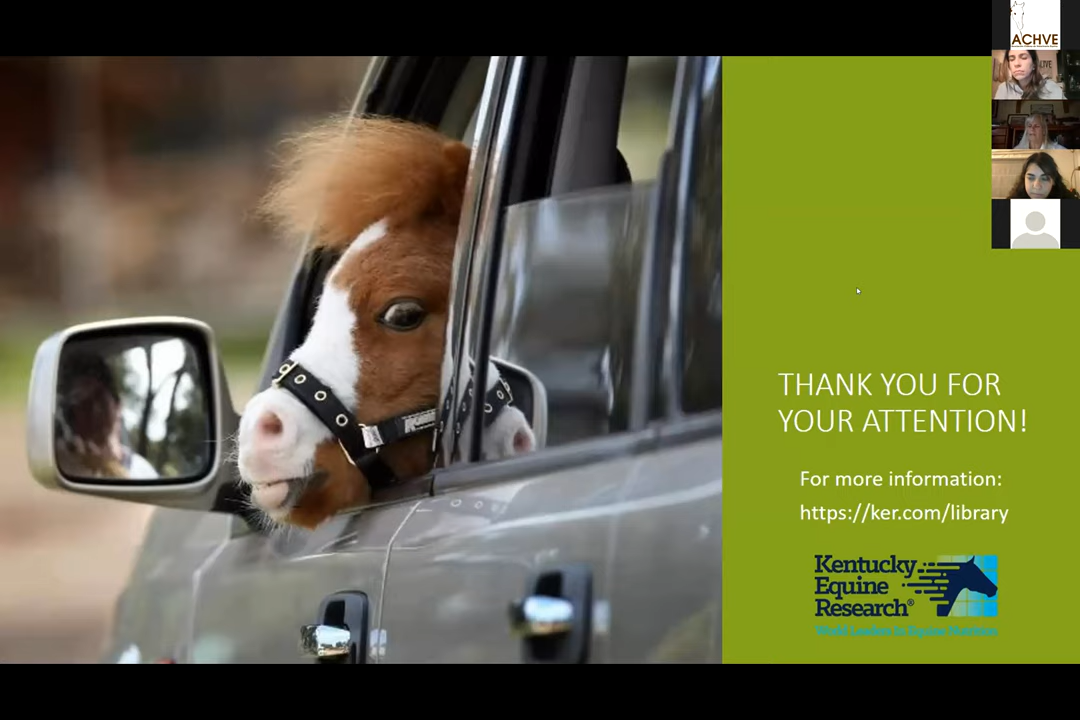 ACHVE
THANK YOU FOR
YOUR ATTENTION!
For more information:
https://ker.com/library
Kentucky
Equine
Research®
World Leaders in Equine Nutrition